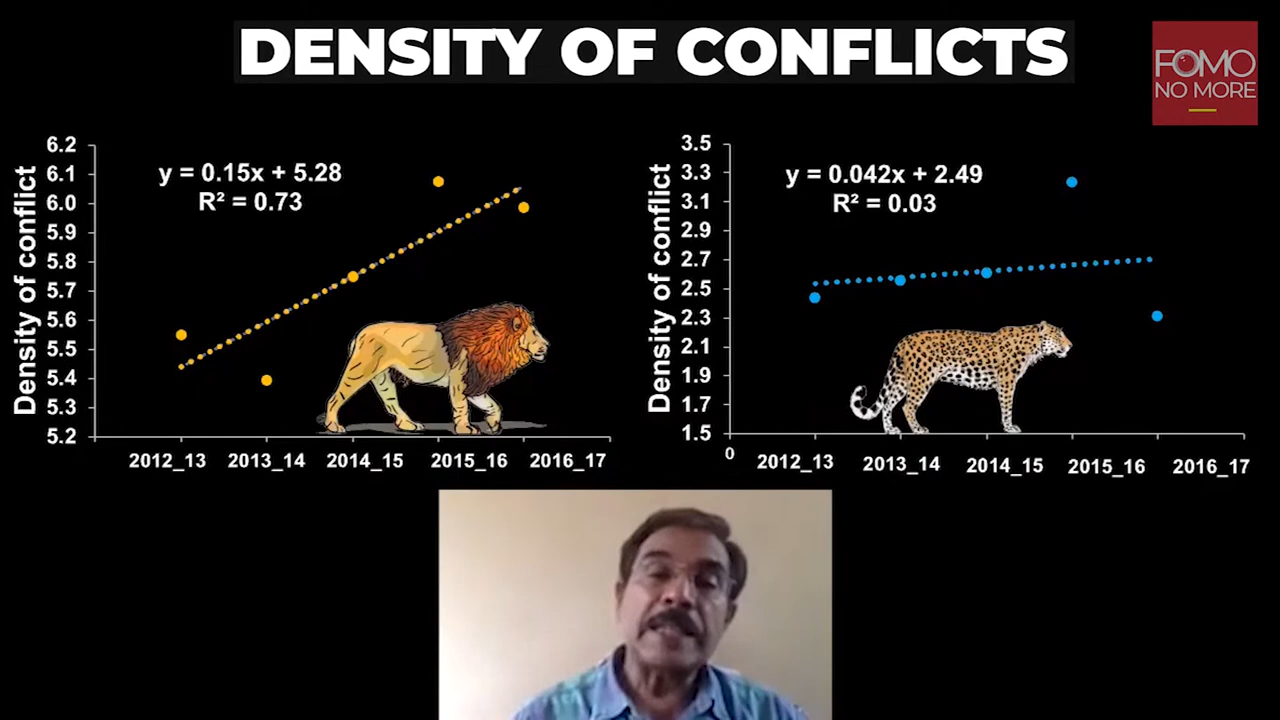 DENSITY OF CONFLICTS
FOMO
NO MORE
Density of conflict
6.2
6.1
6.0
5.9
5.8
5.7
5.6
5.5
5.4
5.3
5.2
y = 0.15x + 5.28
R² = 0.73
2012_13 2013_14 2014_15 2015_16 2016_17
Density of conflict
3.5
3.3
3.1
2.9
2.7
2.5
2.3
2.1
1.9
1.7
1.5
y = 0.042x + 2.49
R² = 0.03
0 2012_13 2013_14 2014_15 2015_16 2016_17